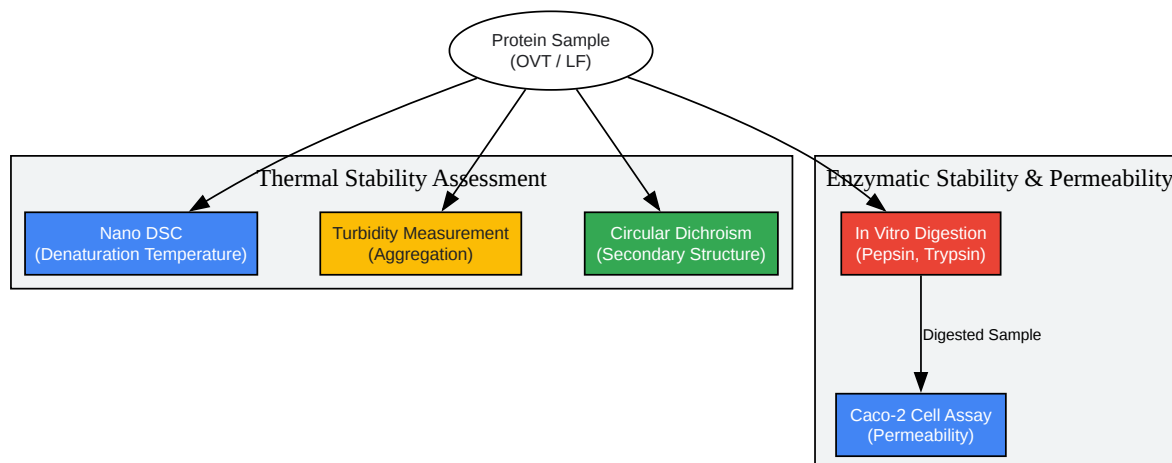 Protein Sample
(OVT / LF)
Thermal Stability Assessment
Enzymatic Stability & Permeability
Nano DSC
(Denaturation Temperature)
Turbidity Measurement
(Aggregation)
Circular Dichroism
(Secondary Structure)
In Vitro Digestion
(Pepsin, Trypsin)
Digested Sample
Caco-2 Cell Assay
(Permeability)